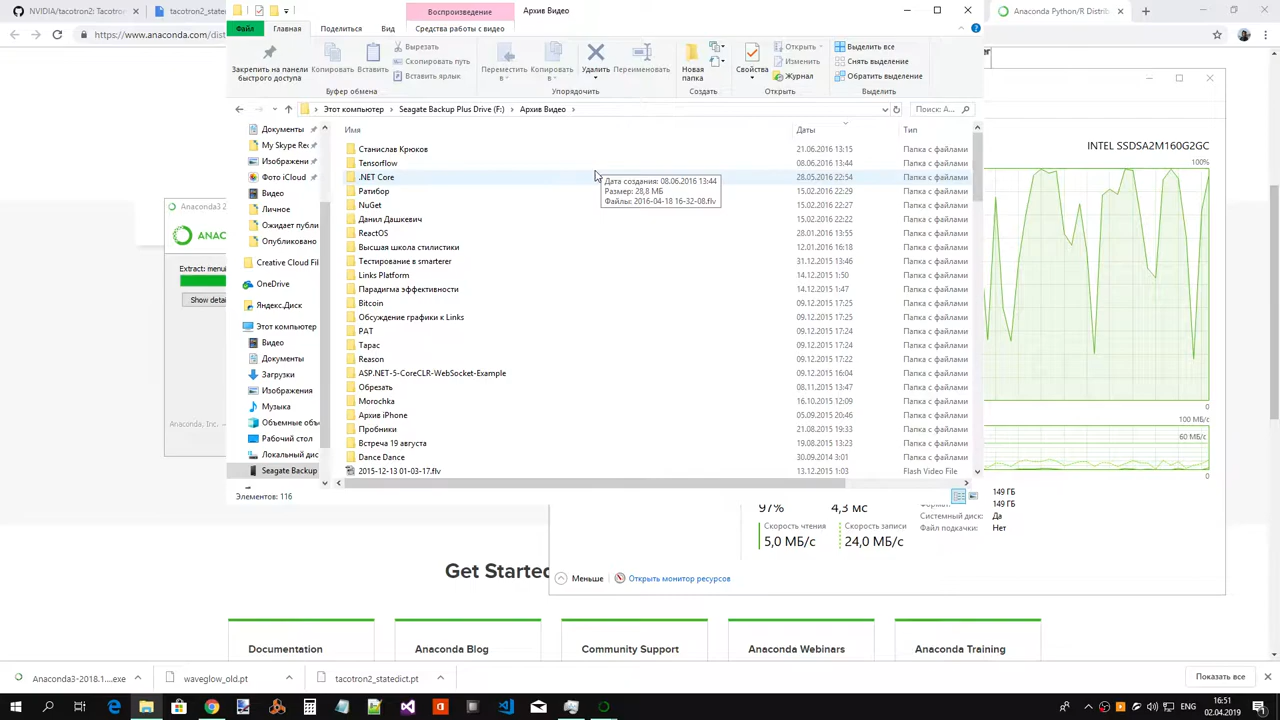 NVIDIA/tacotron2: Tacotron
tacotron2_stated
Воспроизведение
Архив Видео
Anaconda Python/R Distrib
https://www.anaconda.com/dist
Файл
Главная
Поделиться
Вид
Средства работы с видео
Закрепить на панели быстрого доступа
Копировать
Вставить
Вырезать
Скопировать путь
Вставить ярлык
Переместить в
Копировать в
Удалить
Переименовать
Новая папка
Свойства
Открыть
Изменить
Журнал
Выделить все
Снять выделение
Обратить выделение
Буфер обмена
Упорядочить
Создать
Открыть
Выделить
Этот компьютер
Seagate Backup Plus Drive (F:)
Архив Видео
Поиск: А...
Имя
Даты
Тип
Документы
My Skype Rec
Изображени
Фото iCloud
Видео
Личное
Ожидает публи
Опубликовано
Creative Cloud Fil
OneDrive
Яндекс.Диск
Этот компьютер
Видео
Документы
Загрузки
Изображения
Музыка
Объемные объе
Рабочий стол
Локальный дис
Seagate Backup
Станислав Крюков 21.06.2016 13:15 Папка с файлами
Tensorflow 08.06.2016 13:44 Папка с файлами
.NET Core 28.05.2016 22:54 Папка с файлами
Ратибор 15.02.2016 22:29 Папка с файлами
NuGet 15.02.2016 22:27 Папка с файлами
Данил Дашкевич 15.02.2016 22:22 Папка с файлами
ReactOS 28.01.2016 13:55 Папка с файлами
Высшая школа стилистики 12.01.2016 16:18 Папка с файлами
Тестирование в smarterer 31.12.2015 13:46 Папка с файлами
Links Platform 14.12.2015 1:50 Папка с файлами
Парадигма эффективности 14.12.2015 1:47 Папка с файлами
Bitcoin 09.12.2015 17:25 Папка с файлами
Обсуждение графики к Links 09.12.2015 17:25 Папка с файлами
PAT 09.12.2015 17:24 Папка с файлами
Тарас 09.12.2015 17:24 Папка с файлами
Reason 09.12.2015 17:22 Папка с файлами
ASP.NET-5-CoreCLR-WebSocket-Example 09.12.2015 16:04 Папка с файлами
Обрезать 08.11.2015 13:47 Папка с файлами
Morochka 16.10.2015 12:09 Папка с файлами
Архив iPhone 05.09.2015 20:46 Папка с файлами
Пробники 21.08.2015 19:33 Папка с файлами
Встреча 19 августа 19.08.2015 13:23 Папка с файлами
Dance Dance 30.09.2014 3:01 Папка с файлами
2015-12-13 01-03-17.flv 13.12.2015 1:03 Flash Video File
Дата создания: 08.06.2016 13:44
Размер: 28,8 МБ
Файлы: 2016-04-18 16-32-08.flv
Элементов: 116
Anaconda3
ANAC
Extract: menui
Show detai
Anaconda, Inc.
INTEL SSDSA2M160G2GC
100%
0
100 МБ/с
60 МБ/с
0
149 ГБ
149 ГБ
Системный диск: Да
Файл подкачки: Нет
97%
4,3 мс
Скорость чтения
Скорость записи
5,0 МБ/с
24,0 МБ/с
Меньше
Открыть монитор ресурсов
Get Started
Documentation
Anaconda Blog
Community Support
Anaconda Webinars
Anaconda Training
Anaconda3-2018.1....exe
waveglow_old.pt
tacotron2_statedict.pt
Показать все
16:51
02.04.2019